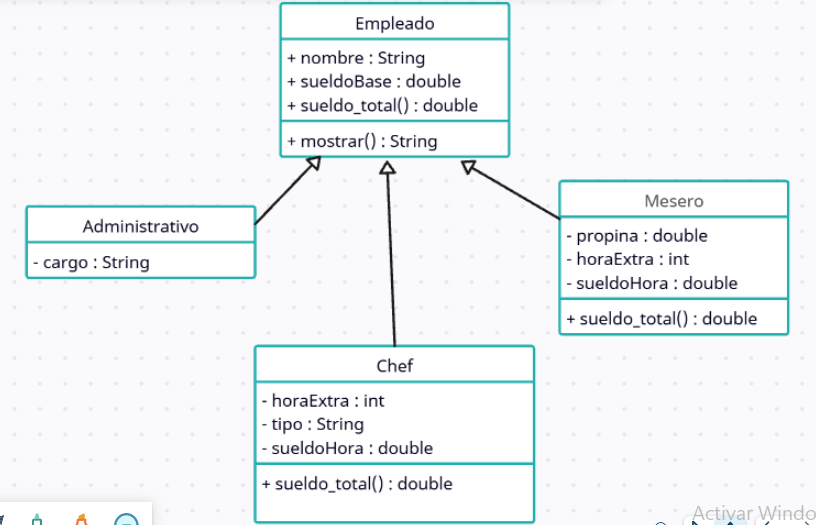 Empleado
+ nombre : String
+ sueldoBase : double
+ sueldo_total() : double
+ mostrar() : String
Administrativo
- cargo : String
Mesero
- propina : double
- horaExtra : int
- sueldoHora : double
+ sueldo_total() : double
Chef
- horaExtra : int
- tipo : String
- sueldoHora : double
+ sueldo_total() : double
Activar Windo